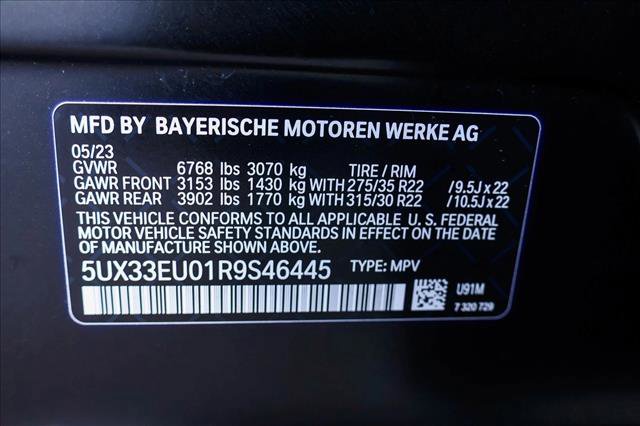 MFD BY BAYERISCHE MOTOREN WERKE AG
05/23
GVWR 6768 lbs 3070 kg TIRE / RIM
GAWR FRONT 3153 lbs 1430 kg WITH 275/35 R22 /9.5J x 22
GAWR REAR 3902 lbs 1770 kg WITH 315/30 R22 /10.5J x 22
THIS VEHICLE CONFORMS TO ALL APPLICABLE U. S. FEDERAL
MOTOR VEHICLE SAFETY STANDARDS IN EFFECT ON THE DATE
OF MANUFACTURE SHOWN ABOVE.
5UX33EU01R9S46445 TYPE: MPV
U91M
7 320 729